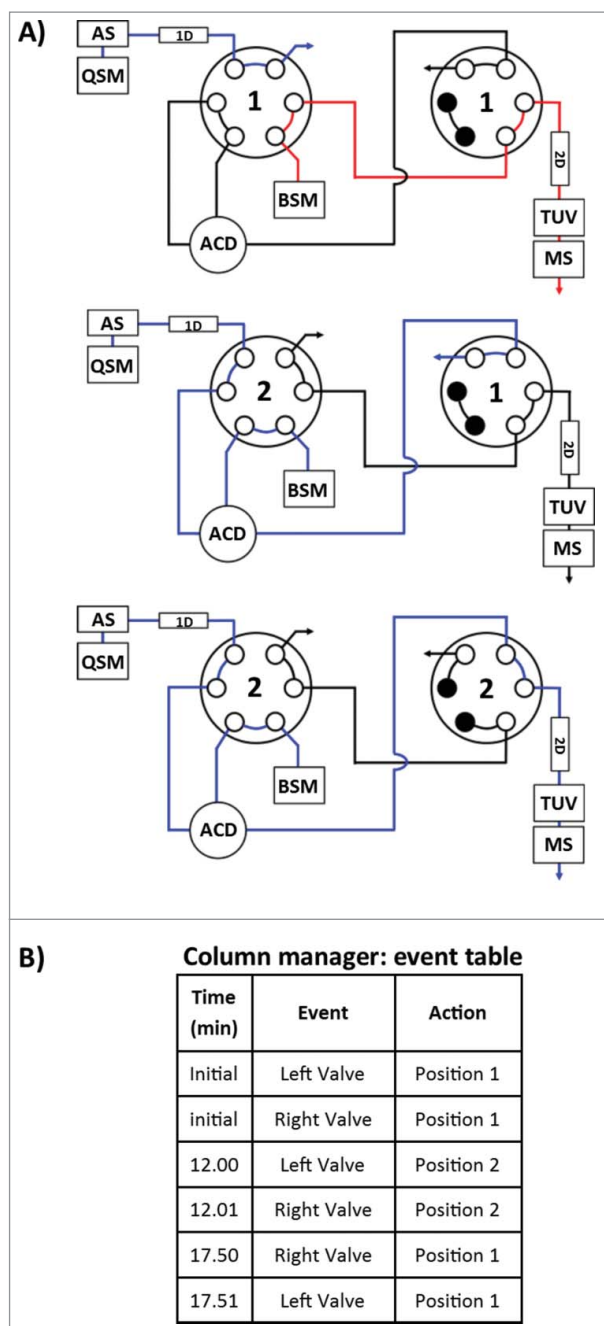 A)
AS
1D
QSM
1
1
BSM
ACD
2D
TUV
MS
AS
1D
QSM
2
1
BSM
ACD
2D
TUV
MS
AS
1D
QSM
2
2
BSM
ACD
2D
TUV
MS
B)
Column manager: event table
Time (min) Event Action
Initial Left Valve Position 1
initial Right Valve Position 1
12.00 Left Valve Position 2
12.01 Right Valve Position 2
17.50 Right Valve Position 1
17.51 Left Valve Position 1